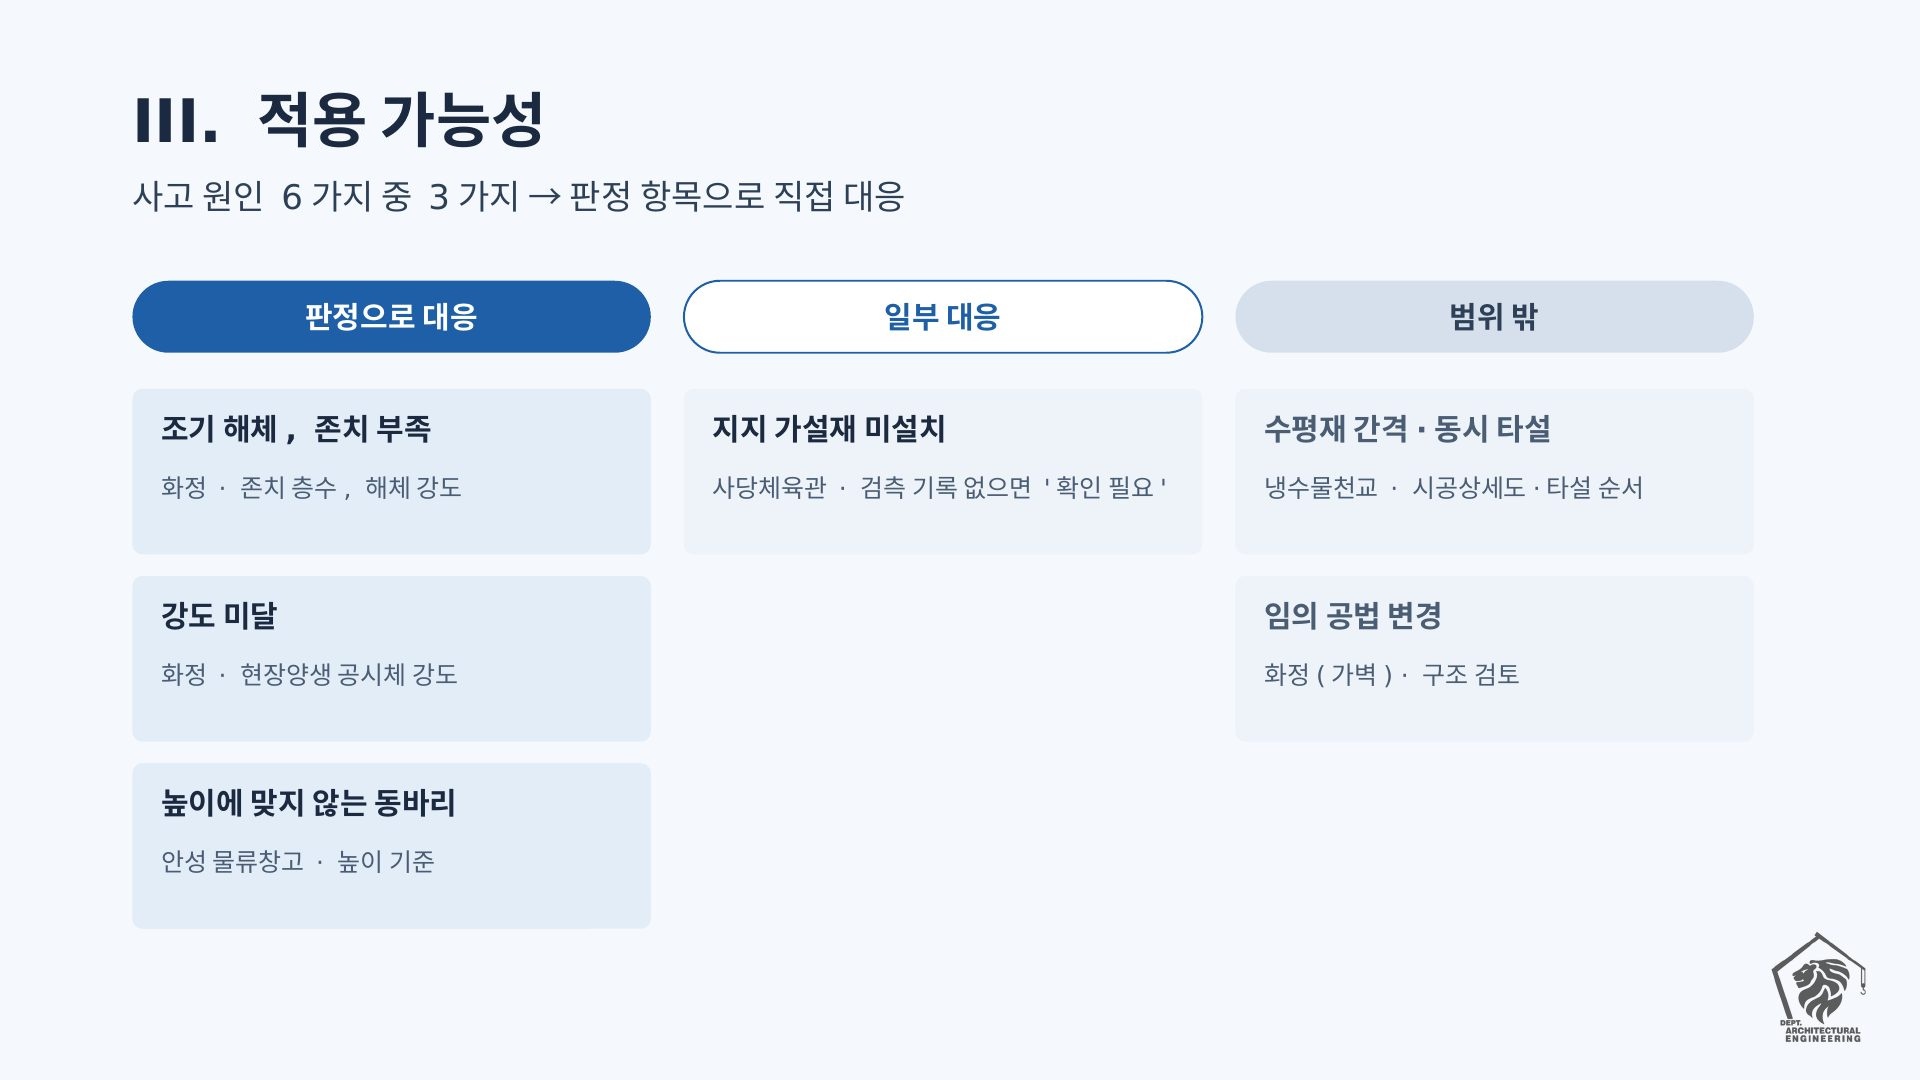 III. 적용 가능성
사고 원인 6 가지 중 3 가지 → 판정 항목으로 직접 대응
판정으로 대응
조기 해체 , 존치 부족
화정 · 존치 층수 , 해체 강도
강도 미달
화정 · 현장양생 공시체 강도
높이에 맞지 않는 동바리
안성 물류창고 · 높이 기준
일부 대응
지지 가설재 미설치
사당체육관 · 검측 기록 없으면 ' 확인 필요 '
범위 밖
수평재 간격 · 동시 타설
냉수물천교 · 시공상세도 · 타설 순서
임의 공법 변경
화정 ( 가벽 ) · 구조 검토
DEPT.
ARCHITECTURAL
ENGINEERING